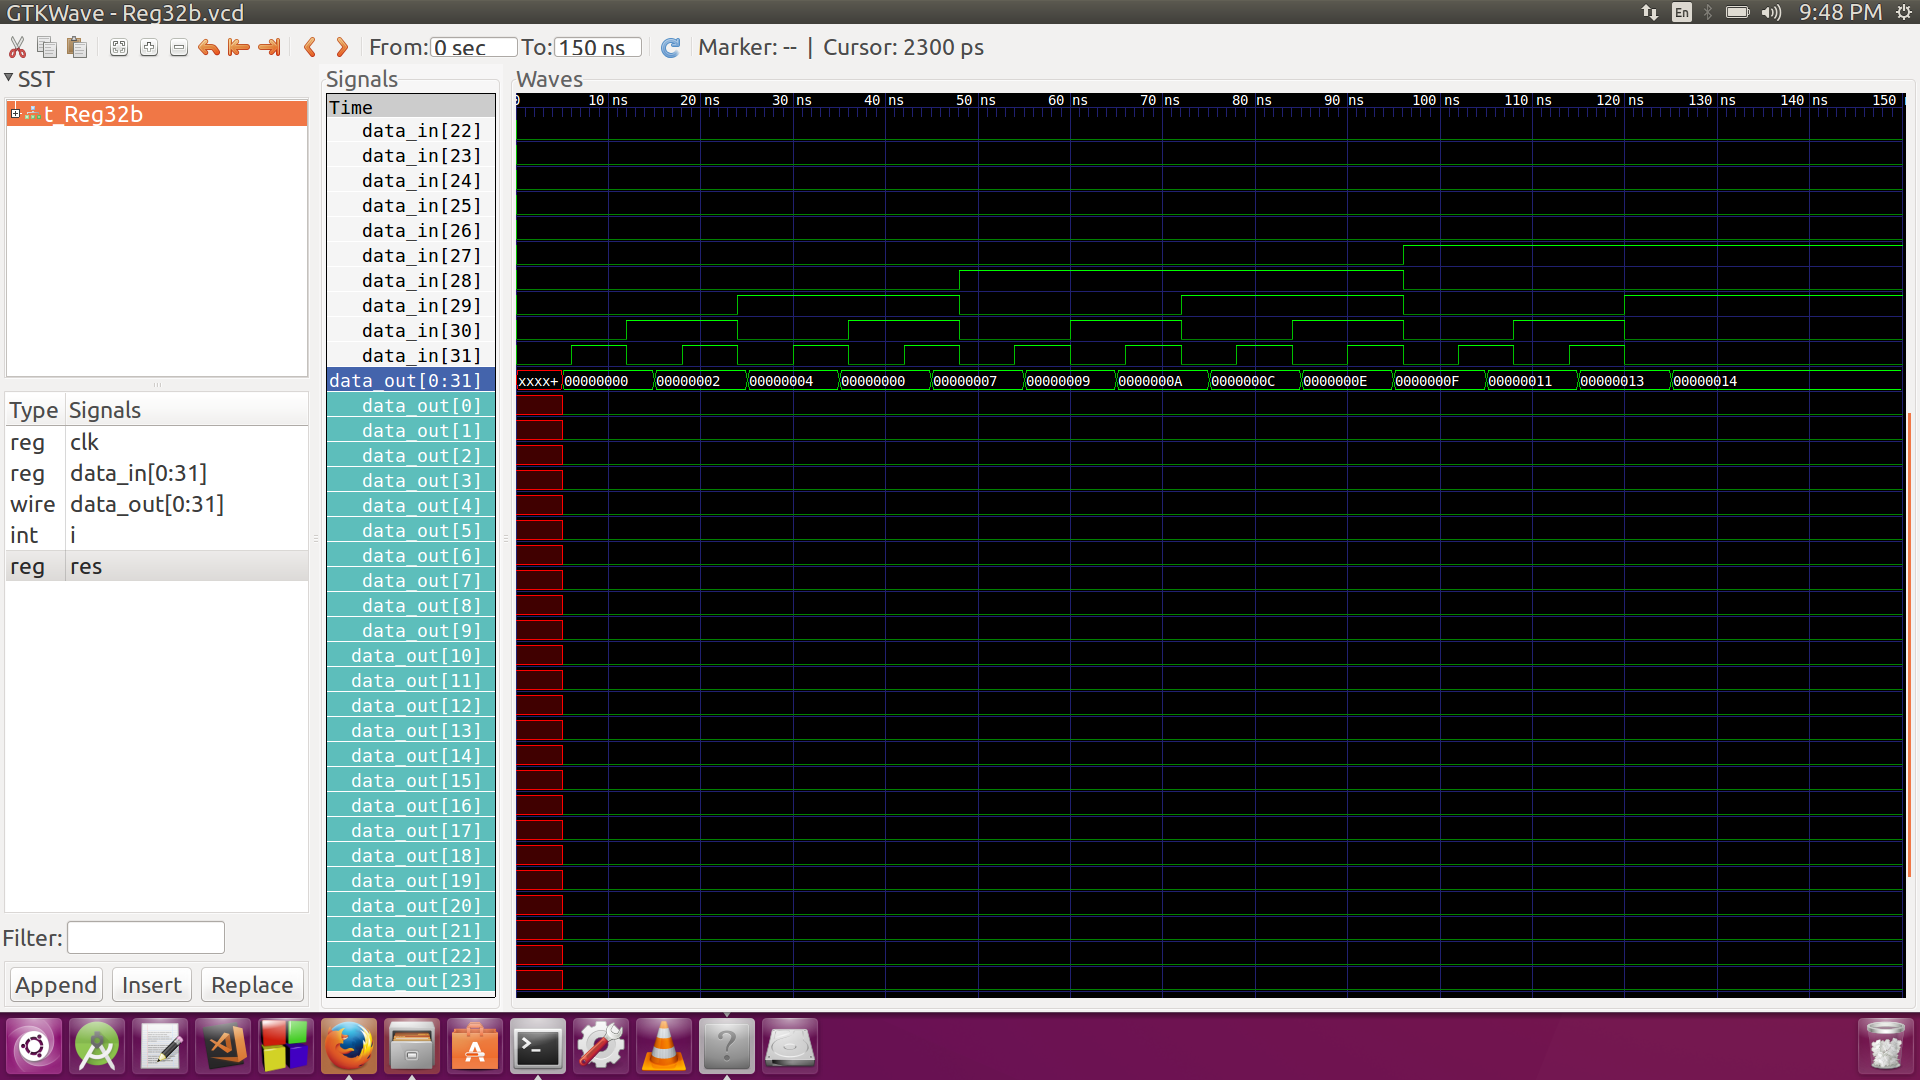 GTKWave - Reg32b.vcd
En
9:48 PM
From: 0 sec To: 150 ns Marker: -- | Cursor: 2300 ps
SST
t_Reg32b
Type Signals
reg clk
reg data_in[0:31]
wire data_out[0:31]
int i
reg res
Filter:
Append Insert Replace
Signals
Time
data_in[22]
data_in[23]
data_in[24]
data_in[25]
data_in[26]
data_in[27]
data_in[28]
data_in[29]
data_in[30]
data_in[31]
data_out[0:31]
data_out[0]
data_out[1]
data_out[2]
data_out[3]
data_out[4]
data_out[5]
data_out[6]
data_out[7]
data_out[8]
data_out[9]
data_out[10]
data_out[11]
data_out[12]
data_out[13]
data_out[14]
data_out[15]
data_out[16]
data_out[17]
data_out[18]
data_out[19]
data_out[20]
data_out[21]
data_out[22]
data_out[23]
Waves
0 10 ns 20 ns 30 ns 40 ns 50 ns 60 ns 70 ns 80 ns 90 ns 100 ns 110 ns 120 ns 130 ns 140 ns 150
xxxx+ 00000000 00000002 00000004 00000000 00000007 00000009 0000000A 0000000C 0000000E 0000000F 00000011 00000013 00000014